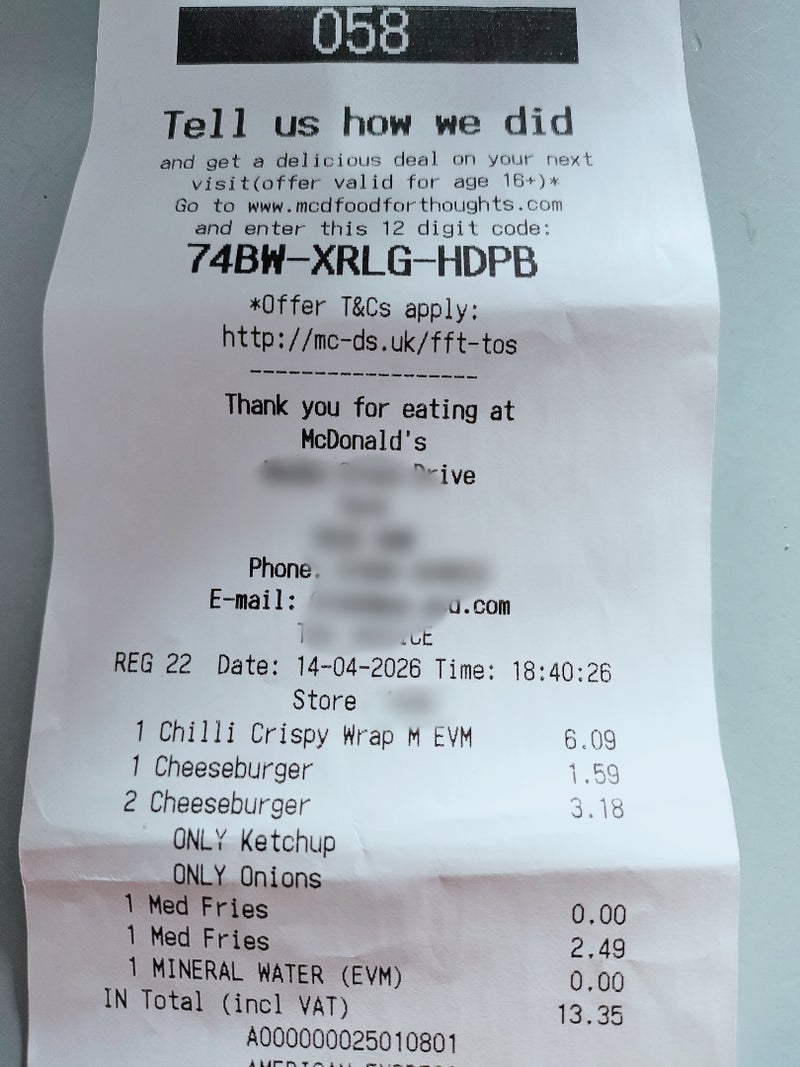 058
Tell us how we did
and get a delicious deal on your next
visit(offer valid for age 16+)*
Go to www.mcdfoodforthoughts.com
and enter this 12 digit code:
74BW-XRLG-HDPB
*Offer T&Cs apply:
http://mc-ds.uk/fft-tos
-------------------
Thank you for eating at
McDonald's
Drive
Phone.
E-mail: .com
REG 22 Date: 14-04-2026 Time: 18:40:26
Store
1 Chilli Crispy Wrap M EVM 6.09
1 Cheeseburger 1.59
2 Cheeseburger 3.18
ONLY Ketchup
ONLY Onions
1 Med Fries 0.00
1 Med Fries 2.49
1 MINERAL WATER (EVM) 0.00
IN Total (incl VAT) 13.35
A000000025010801
AMERICAN EXPRESS